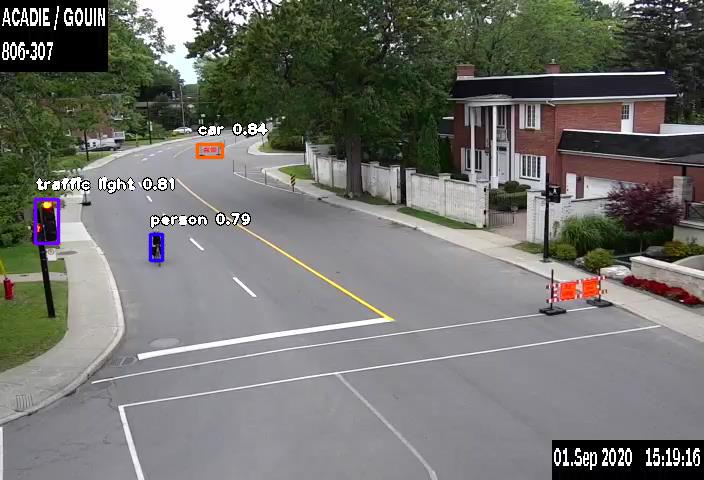 ACADIE / GOUIN
806-307
car 0.84
traffic light 0.81
person 0.79
01.Sep 2020 15:19:16